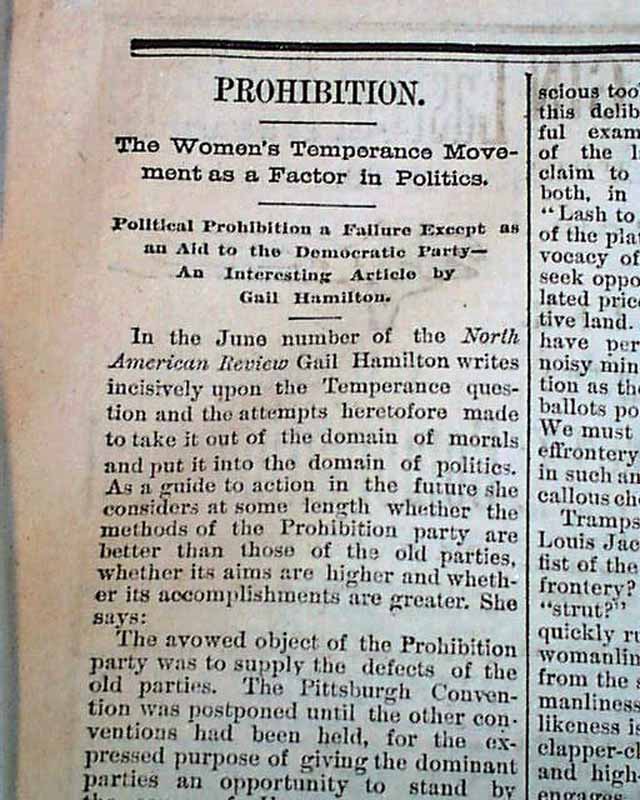 PROHIBITION.
The Women's Temperance Move-
ment as a Factor in Politics.
Political Prohibition a Failure Except as
an Aid to the Democratic Party—
An Interesting Article by
Gail Hamilton.
In the June number of the North
American Review Gail Hamilton writes
incisively upon the Temperance ques-
tion and the attempts heretofore made
to take it out of the domain of morals
and put it into the domain of politics.
As a guide to action in the future she
considers at some length whether the
methods of the Prohibition party are
better than those of the old parties,
whether its aims are higher and wheth-
er its accomplishments are greater. She
says:
The avowed object of the Prohibition
party was to supply the defects of the
old parties. The Pittsburgh Conven-
tion was postponed until the other con-
ventions had been held, for the ex-
pressed purpose of giving the dominant
parties an opportunity to stand by
scious too
this delib
ful exam
of the l
claim to
both, in
"Lash to
of the pla
vocacy of
seek oppo
lated price
tive land.
have per
noisy min
tion as the
ballots po
We must
effrontery
in such an
callous che
Tramps
Louis Jac
tist of the
frontery?
"strut?"
quickly ru
womanlin
from the s
manliness
likeness is
clapper-cl
and high
engages